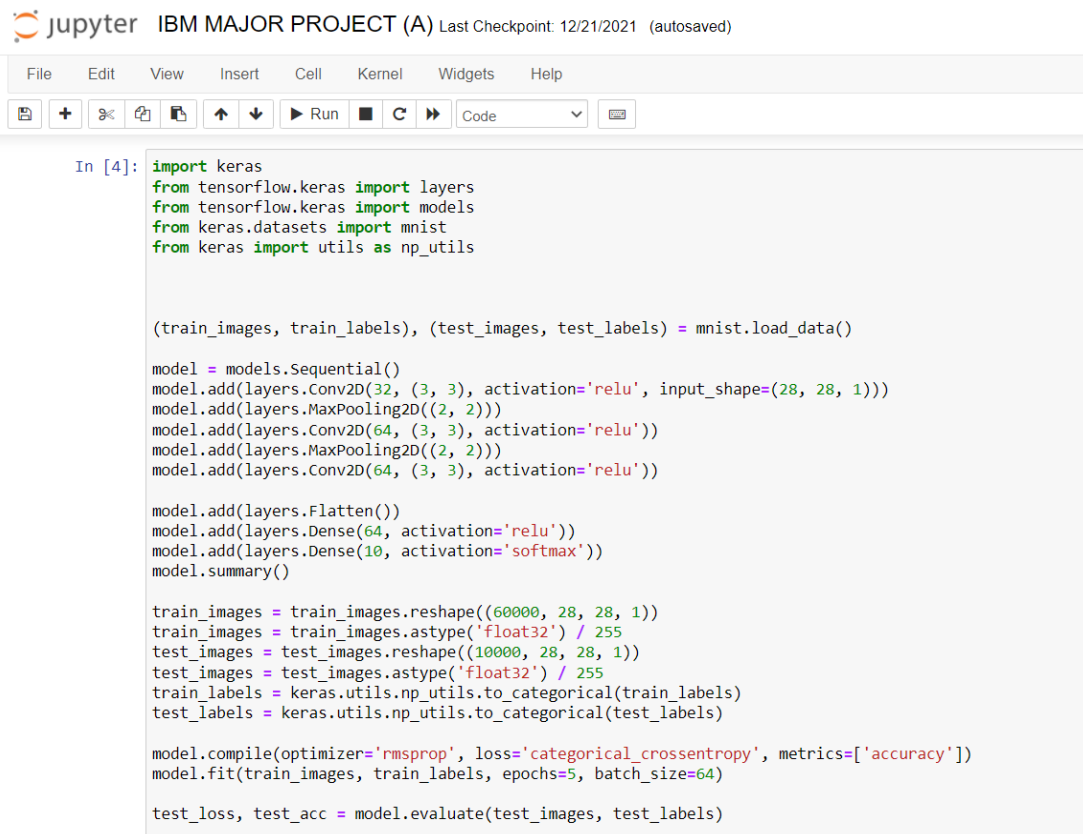 jupyter IBM MAJOR PROJECT (A) Last Checkpoint: 12/21/2021 (autosaved)
File Edit View Insert Cell Kernel Widgets Help
Run Code
In [4]: import keras
from tensorflow.keras import layers
from tensorflow.keras import models
from keras.datasets import mnist
from keras import utils as np_utils
(train_images, train_labels), (test_images, test_labels) = mnist.load_data()
model = models.Sequential()
model.add(layers.Conv2D(32, (3, 3), activation='relu', input_shape=(28, 28, 1)))
model.add(layers.MaxPooling2D((2, 2)))
model.add(layers.Conv2D(64, (3, 3), activation='relu'))
model.add(layers.MaxPooling2D((2, 2)))
model.add(layers.Conv2D(64, (3, 3), activation='relu'))
model.add(layers.Flatten())
model.add(layers.Dense(64, activation='relu'))
model.add(layers.Dense(10, activation='softmax'))
model.summary()
train_images = train_images.reshape((60000, 28, 28, 1))
train_images = train_images.astype('float32') / 255
test_images = test_images.reshape((10000, 28, 28, 1))
test_images = test_images.astype('float32') / 255
train_labels = keras.utils.np_utils.to_categorical(train_labels)
test_labels = keras.utils.np_utils.to_categorical(test_labels)
model.compile(optimizer='rmsprop', loss='categorical_crossentropy', metrics=['accuracy'])
model.fit(train_images, train_labels, epochs=5, batch_size=64)
test_loss, test_acc = model.evaluate(test_images, test_labels)